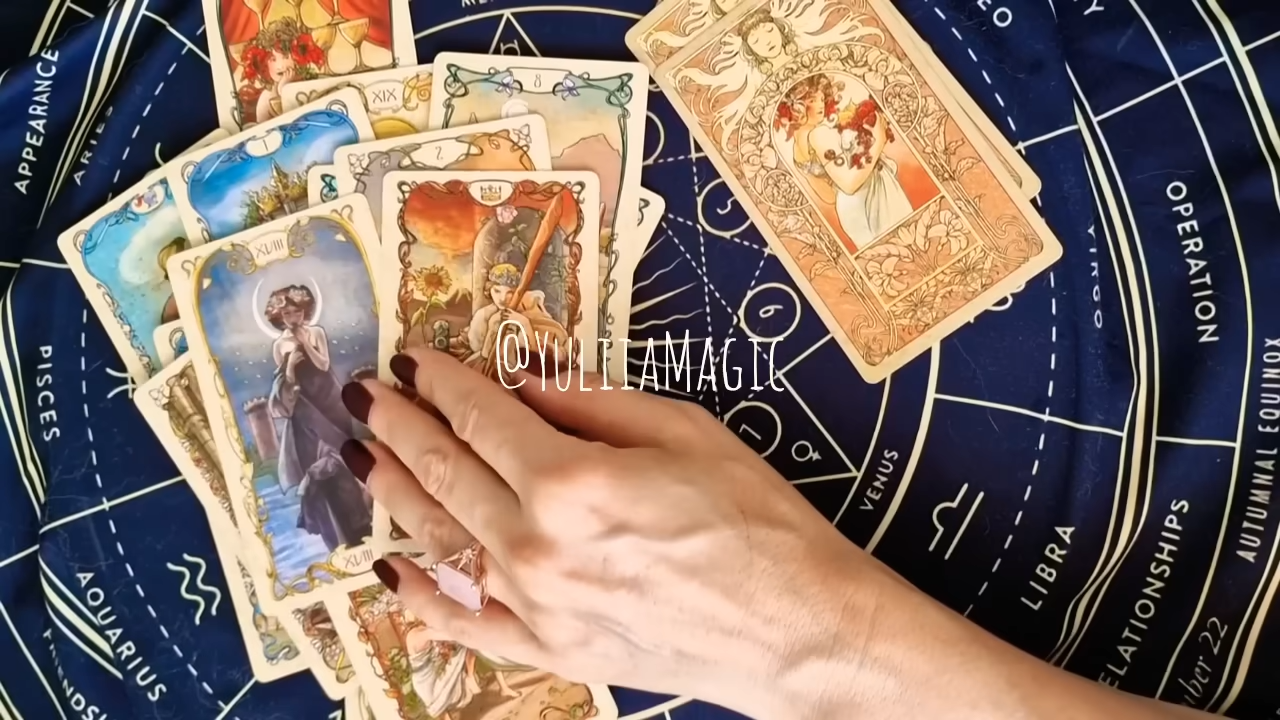 APPEARANCE
ARIES
LEO
XIX
8
1
2
XVIII
5
6
OPERATION
VIRGO
@YULIIAMAGIC
PISCES
7
VENUS
LIBRA
RELATIONSHIPS
AUTUMNAL EQUINOX
XVIII
AQUARIUS